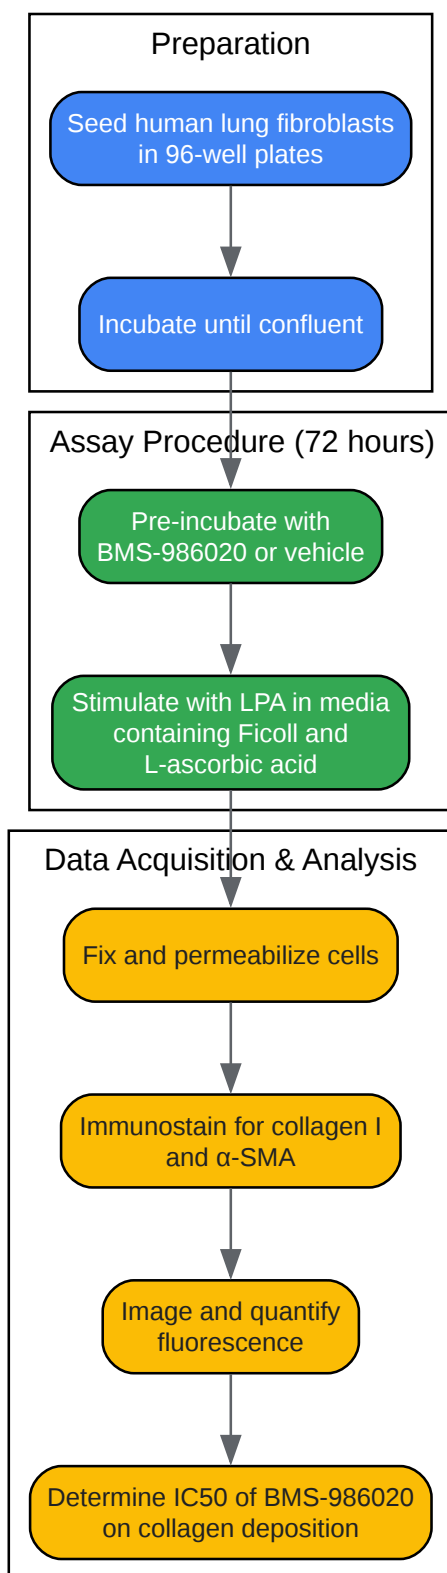 Preparation
Seed human lung fibroblasts
in 96-well plates
Incubate until confluent
Assay Procedure (72 hours)
Pre-incubate with
BMS-986020 or vehicle
Stimulate with LPA in media
containing Ficoll and
L-ascorbic acid
Data Acquisition & Analysis
Fix and permeabilize cells
Immunostain for collagen I
and α-SMA
Image and quantify
fluorescence
Determine IC50 of BMS-986020
on collagen deposition